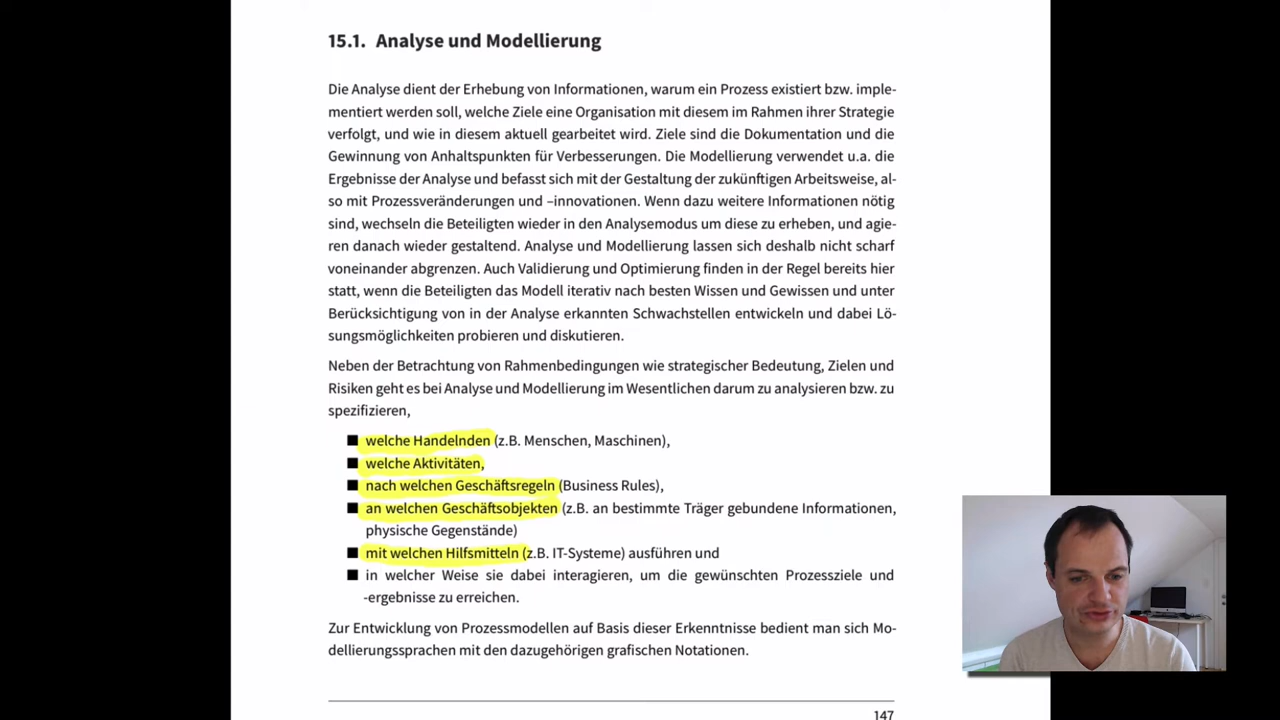 15.1. Analyse und Modellierung
Die Analyse dient der Erhebung von Informationen, warum ein Prozess existiert bzw. imple-
mentiert werden soll, welche Ziele eine Organisation mit diesem im Rahmen ihrer Strategie
verfolgt, und wie in diesem aktuell gearbeitet wird. Ziele sind die Dokumentation und die
Gewinnung von Anhaltspunkten für Verbesserungen. Die Modellierung verwendet u.a. die
Ergebnisse der Analyse und befasst sich mit der Gestaltung der zukünftigen Arbeitsweise, al-
so mit Prozessveränderungen und –innovationen. Wenn dazu weitere Informationen nötig
sind, wechseln die Beteiligten wieder in den Analysemodus um diese zu erheben, und agie-
ren danach wieder gestaltend. Analyse und Modellierung lassen sich deshalb nicht scharf
voneinander abgrenzen. Auch Validierung und Optimierung finden in der Regel bereits hier
statt, wenn die Beteiligten das Modell iterativ nach besten Wissen und Gewissen und unter
Berücksichtigung von in der Analyse erkannten Schwachstellen entwickeln und dabei Lö-
sungsmöglichkeiten probieren und diskutieren.
Neben der Betrachtung von Rahmenbedingungen wie strategischer Bedeutung, Zielen und
Risiken geht es bei Analyse und Modellierung im Wesentlichen darum zu analysieren bzw. zu
spezifizieren,
■ welche Handelnden (z.B. Menschen, Maschinen),
■ welche Aktivitäten,
■ nach welchen Geschäftsregeln (Business Rules),
■ an welchen Geschäftsobjekten (z.B. an bestimmte Träger gebundene Informationen,
physische Gegenstände)
■ mit welchen Hilfsmitteln (z.B. IT-Systeme) ausführen und
■ in welcher Weise sie dabei interagieren, um die gewünschten Prozessziele und
-ergebnisse zu erreichen.
Zur Entwicklung von Prozessmodellen auf Basis dieser Erkenntnisse bedient man sich Mo-
dellierungssprachen mit den dazugehörigen grafischen Notationen.
147